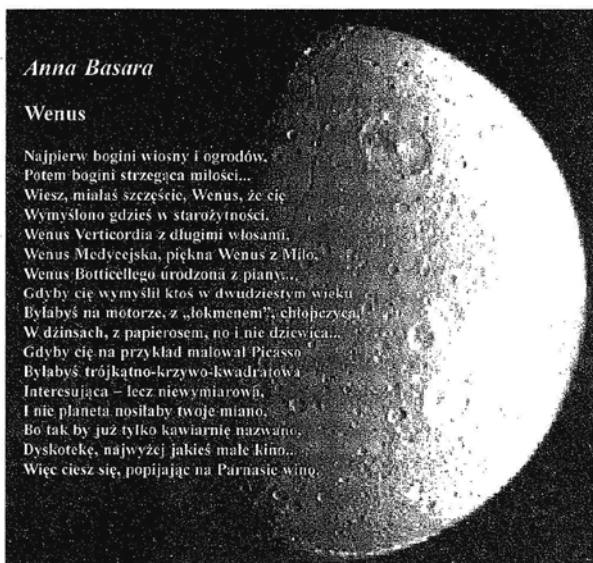 Anna Basara
Wenus
Najpierw bogini wiosny i ogrodów,
Potem bogini strzegąca miłości...
Wiesz, miałaś szczęście, Wenus, że cię
Wymyślono gdzieś w starożytności.
Wenus Verticordia z długimi włosami,
Wenus Medycejska, piękna Wenus z Milo,
Wenus Botticellego urodzona z piany...
Gdyby cię wymyślił ktoś w dwudziestym wieku
Byłabyś na motorze, z „łokmenem”, chłopczyca,
W dżinsach, z papierosem, no i nie dziewica...
Gdyby cię na przykład malował Picasso
Byłabyś trójkątno-krzywo-kwadratowa
Interesująca – lecz niewymiarowa,
I nie planeta nosiłaby twoje miano,
Bo tak by już tylko kawiarnię nazwano,
Dyskotekę, najwyżej jakieś małe kino...
Więc ciesz się, popijając na Parnasie wino.